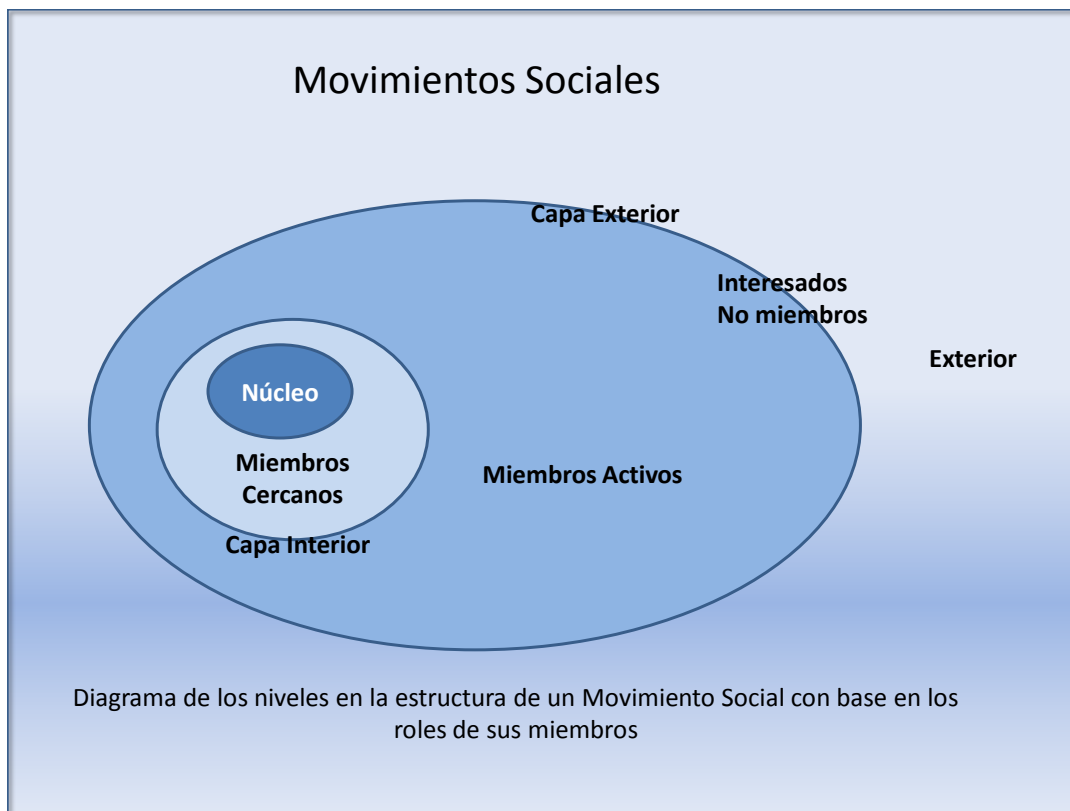 Movimientos Sociales
Capa Exterior
Interesados
No miembros
Exterior
Núcleo
Miembros
Cercanos
Miembros Activos
Capa Interior
Diagrama de los niveles en la estructura de un Movimiento Social con base en los
roles de sus miembros